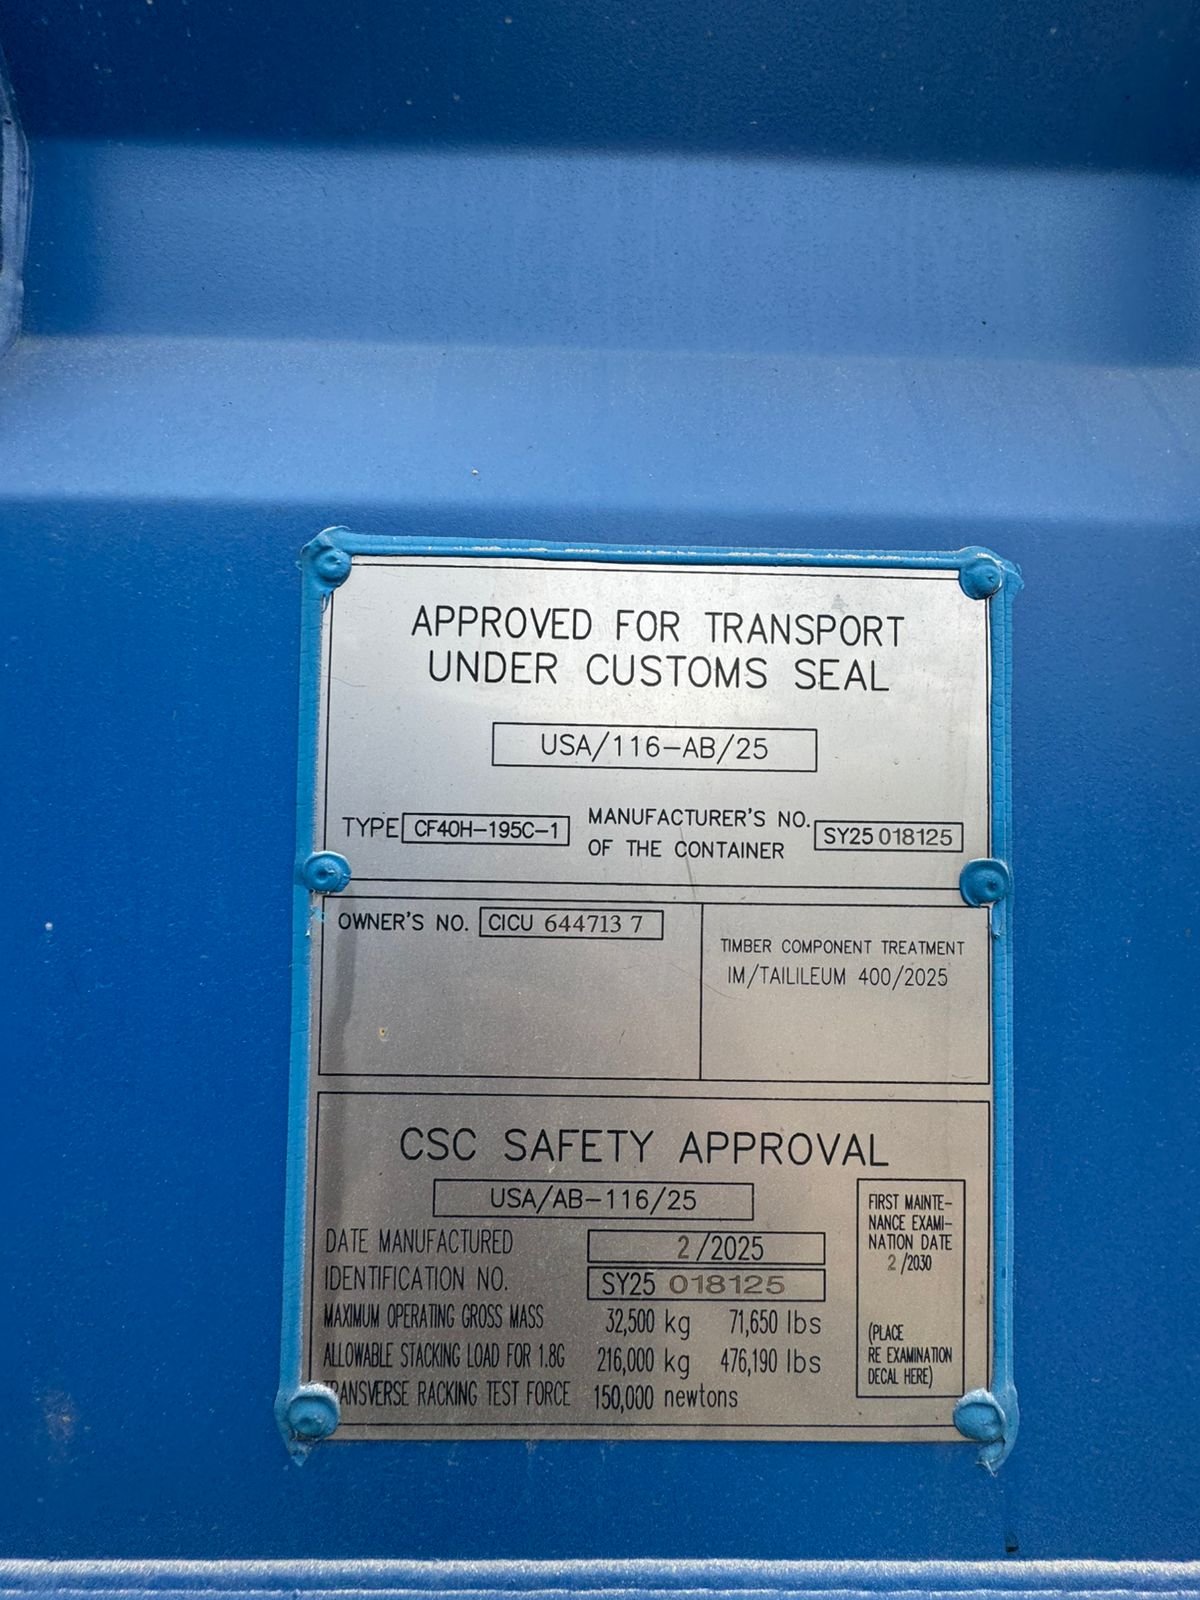 APPROVED FOR TRANSPORT
UNDER CUSTOMS SEAL
USA/116-AB/25
TYPE CF40H-195C-1 MANUFACTURER'S NO. OF THE CONTAINER SY25 018125
OWNER'S NO. CICU 644713 7
TIMBER COMPONENT TREATMENT
IM/TAILILEUM 400/2025
CSC SAFETY APPROVAL
USA/AB-116/25
DATE MANUFACTURED 2/2025
IDENTIFICATION NO. SY25 018125
MAXIMUM OPERATING GROSS MASS 32,500 kg 71,650 lbs
ALLOWABLE STACKING LOAD FOR 1.8G 216,000 kg 476,190 lbs
TRANSVERSE RACKING TEST FORCE 150,000 newtons
FIRST MAINTE-
NANCE EXAMI-
NATION DATE
2/2030
(PLACE
RE EXAMINATION
DECAL HERE)